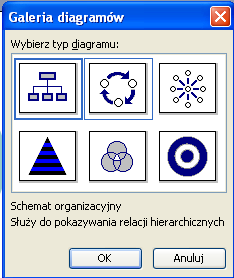 Galeria diagramów
Wybierz typ diagramu:
Schemat organizacyjny
Służy do pokazywania relacji hierarchicznych
OK
Anuluj